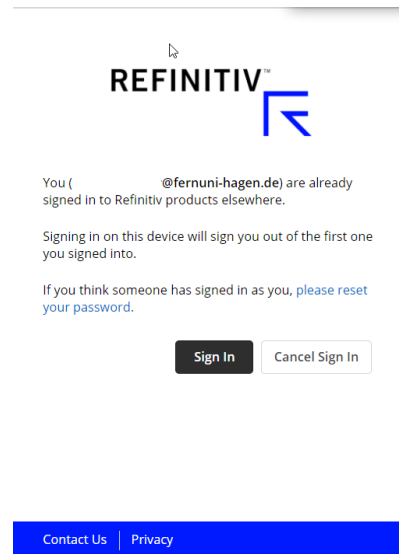 REFINITIV™
You ( @fernuni-hagen.de) are already
signed in to Refinitiv products elsewhere.
Signing in on this device will sign you out of the first one
you signed into.
If you think someone has signed in as you, please reset
your password.
Sign In
Cancel Sign In
Contact Us
Privacy